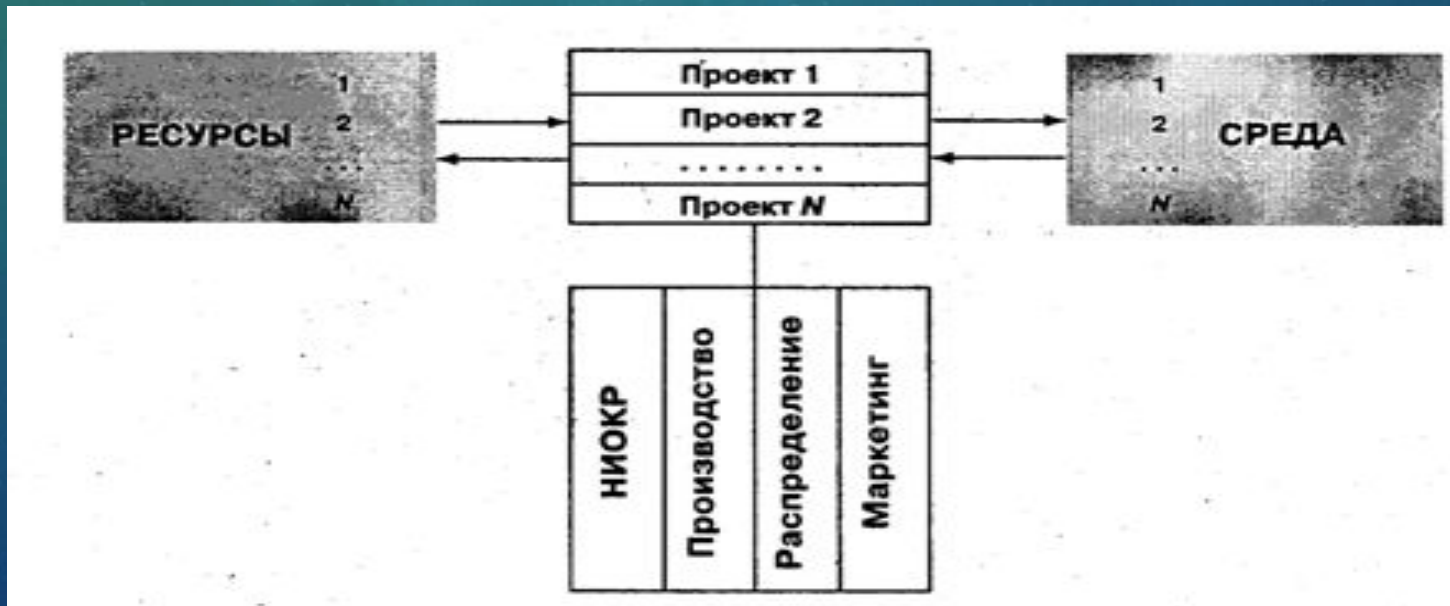 РЕСУРСЫ
1
2
...
N
Проект 1
Проект 2
........
Проект N
1
2
...
N
СРЕДА
НИОКР
Производство
Распределение
Маркетинг